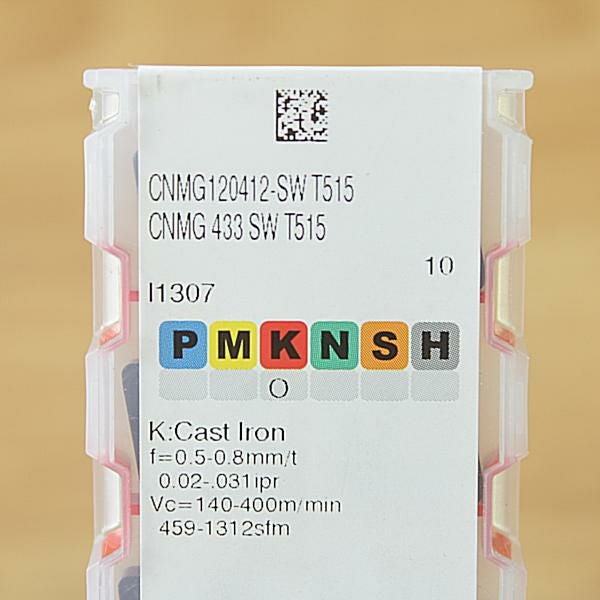 CNMG120412-SW T515
CNMG 433 SW T515
10
I1307
P M K N S H
O
K:Cast Iron
f=0.5-0.8mm/t
0.02-.031ipr
Vc=140-400m/min
459-1312sfm